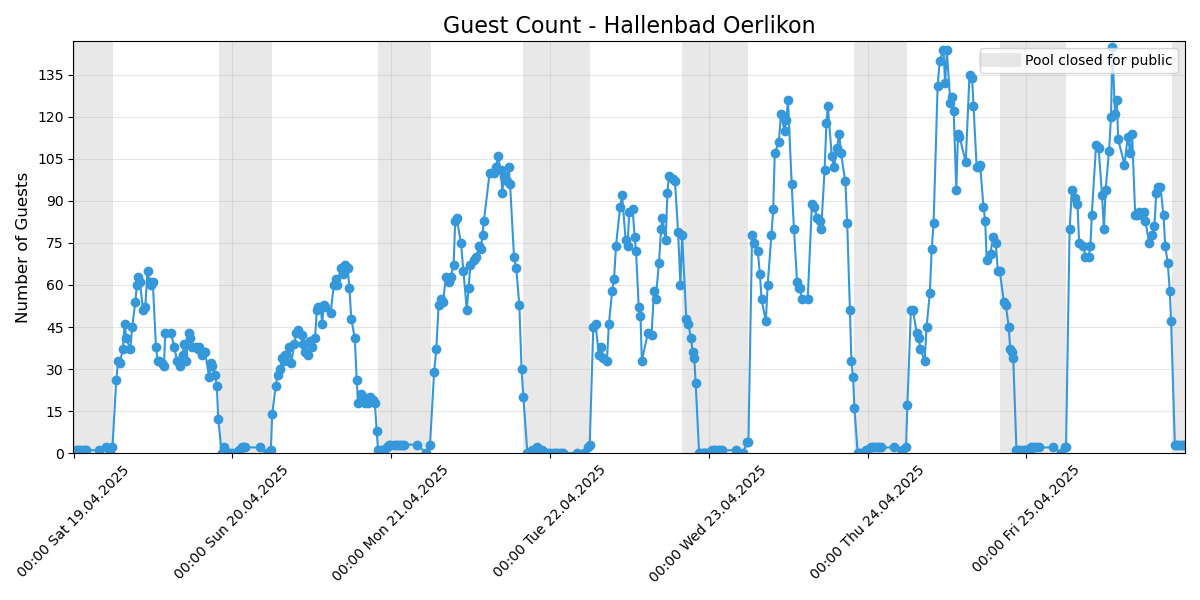 Guest Count - Hallenbad Oerlikon
Pool closed for public
Number of Guests
135
120
105
90
75
60
45
30
15
0
00:00 Sat 19.04.2025
00:00 Sun 20.04.2025
00:00 Mon 21.04.2025
00:00 Tue 22.04.2025
00:00 Wed 23.04.2025
00:00 Thu 24.04.2025
00:00 Fri 25.04.2025